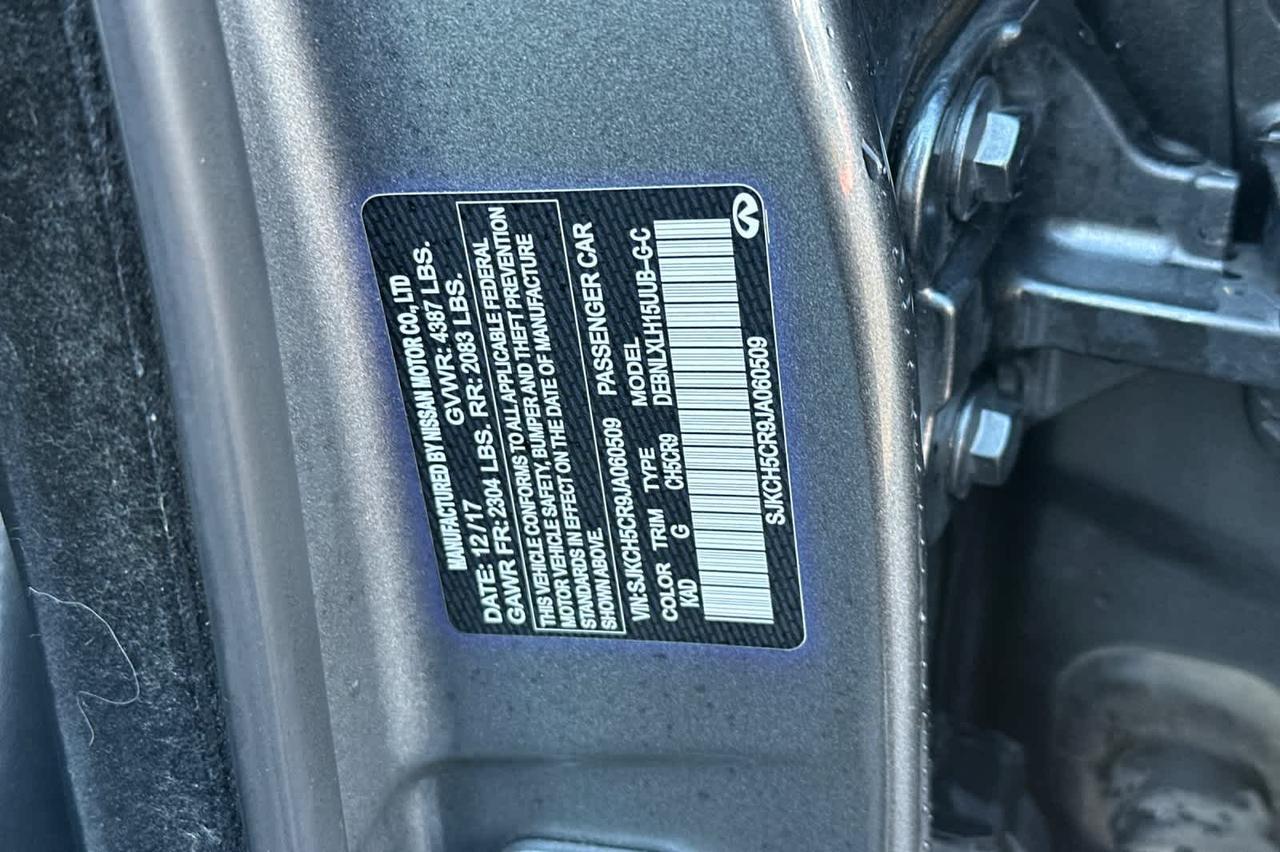 MANUFACTURED BY NISSAN MOTOR CO., LTD
DATE: 12/17 GVWR: 4387 LBS.
GAWR FR: 2304 LBS. RR: 2083 LBS.
THIS VEHICLE CONFORMS TO ALL APPLICABLE FEDERAL
MOTOR VEHICLE SAFETY, BUMPER AND THEFT PREVENTION
STANDARDS IN EFFECT ON THE DATE OF MANUFACTURE
SHOWN ABOVE.
VIN:SJKCH5CR9JA060509 PASSENGER CAR
COLOR TRIM TYPE MODEL
KAD G CH5CR9 DEBNLXLH15UUB-G-C
SJKCH5CR9JA060509